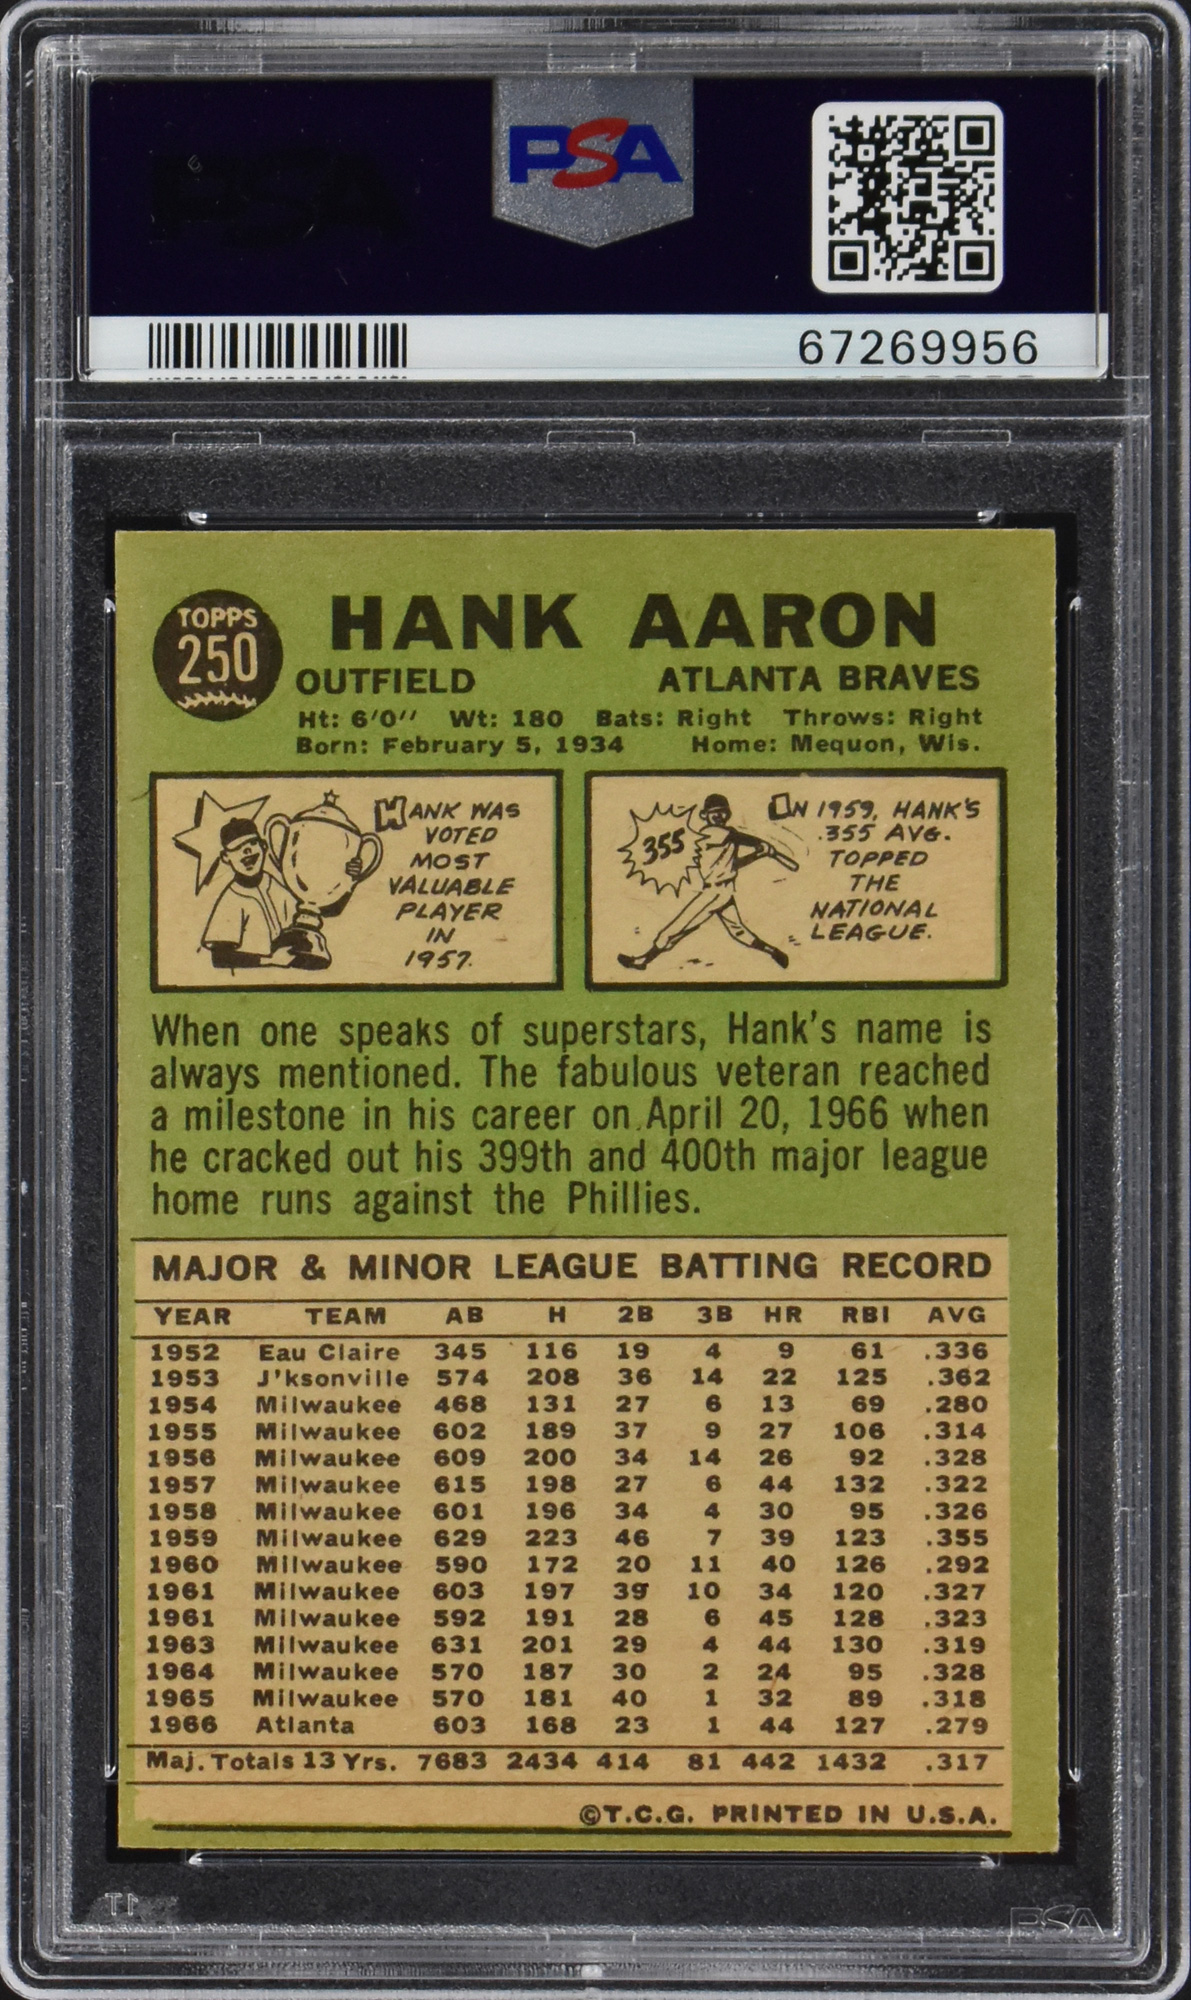 PSA
67269956
TOPPS
250
HANK AARON
OUTFIELD ATLANTA BRAVES
Ht: 6'0'' Wt: 180 Bats: Right Throws: Right
Born: February 5, 1934 Home: Mequon, Wis.
HANK WAS
VOTED
MOST
VALUABLE
PLAYER
IN
1957.
355
IN 1959, HANK'S
.355 AVG.
TOPPED
THE
NATIONAL
LEAGUE.
When one speaks of superstars, Hank's name is
always mentioned. The fabulous veteran reached
a milestone in his career on April 20, 1966 when
he cracked out his 399th and 400th major league
home runs against the Phillies.
MAJOR & MINOR LEAGUE BATTING RECORD
YEAR TEAM AB H 2B 3B HR RBI AVG
1952 Eau Claire 345 116 19 4 9 61 .336
1953 J'ksonville 574 208 36 14 22 125 .362
1954 Milwaukee 468 131 27 6 13 69 .280
1955 Milwaukee 602 189 37 9 27 106 .314
1956 Milwaukee 609 200 34 14 26 92 .328
1957 Milwaukee 615 198 27 6 44 132 .322
1958 Milwaukee 601 196 34 4 30 95 .326
1959 Milwaukee 629 223 46 7 39 123 .355
1960 Milwaukee 590 172 20 11 40 126 .292
1961 Milwaukee 603 197 39 10 34 120 .327
1961 Milwaukee 592 191 28 6 45 128 .323
1963 Milwaukee 631 201 29 4 44 130 .319
1964 Milwaukee 570 187 30 2 24 95 .328
1965 Milwaukee 570 181 40 1 32 89 .318
1966 Atlanta 603 168 23 1 44 127 .279
Maj. Totals 13 Yrs. 7683 2434 414 81 442 1432 .317
©T.C.G. PRINTED IN U.S.A.
PSA